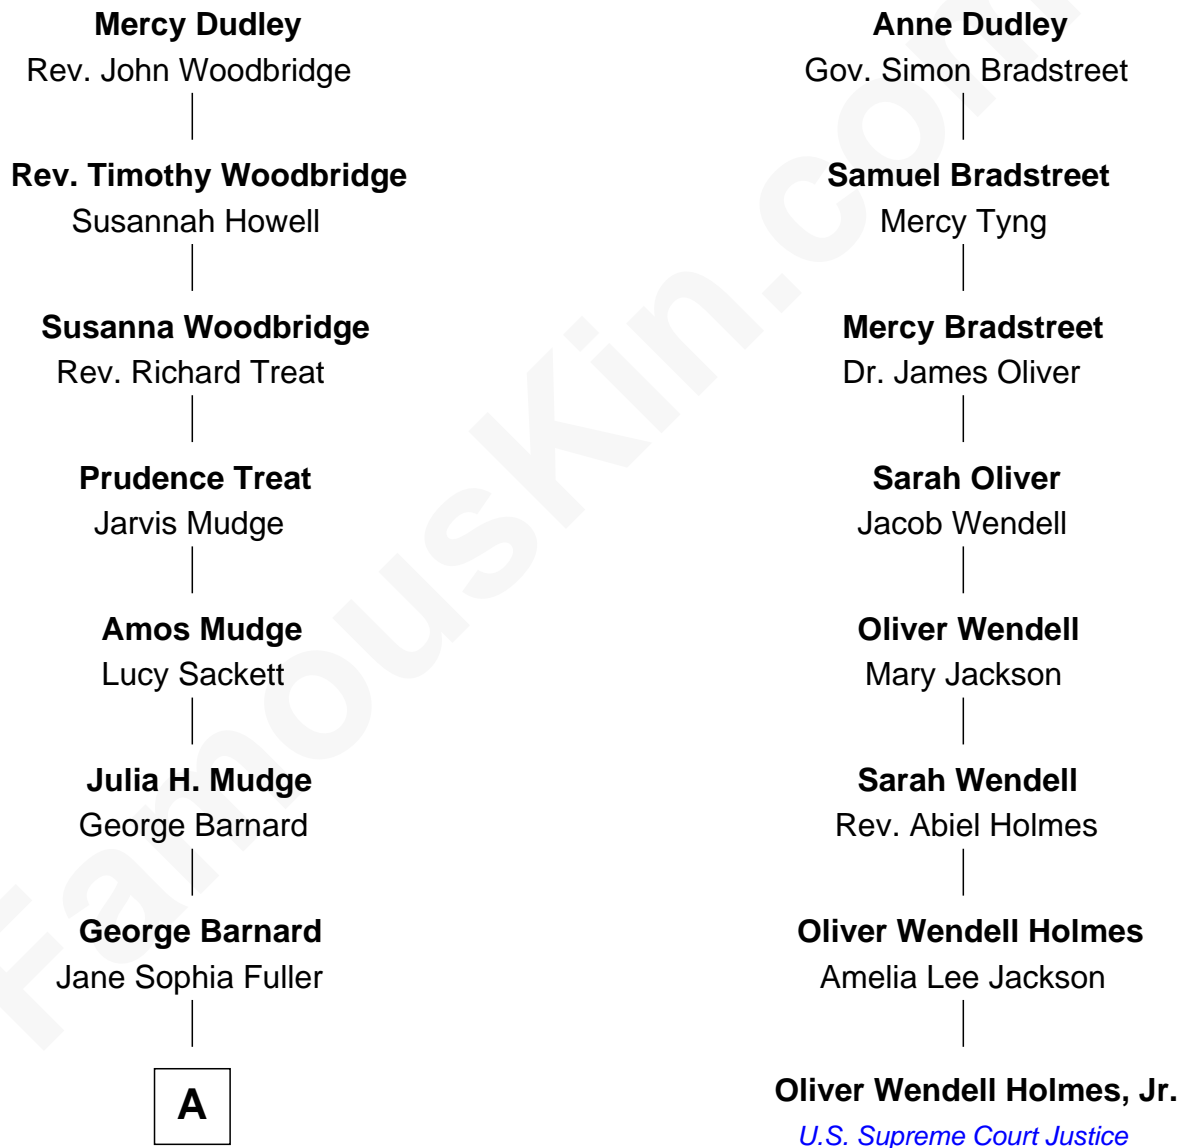 Mercy Dudley
Rev. John Woodbridge
Rev. Timothy Woodbridge
Susannah Howell
Susanna Woodbridge
Rev. Richard Treat
Prudence Treat
Jarvis Mudge
Amos Mudge
Lucy Sackett
Julia H. Mudge
George Barnard
George Barnard
Jane Sophia Fuller
A
Anne Dudley
Gov. Simon Bradstreet
Samuel Bradstreet
Mercy Tyng
Mercy Bradstreet
Dr. James Oliver
Sarah Oliver
Jacob Wendell
Oliver Wendell
Mary Jackson
Sarah Wendell
Rev. Abiel Holmes
Oliver Wendell Holmes
Amelia Lee Jackson
Oliver Wendell Holmes, Jr.
U.S. Supreme Court Justice
FamousKin.com